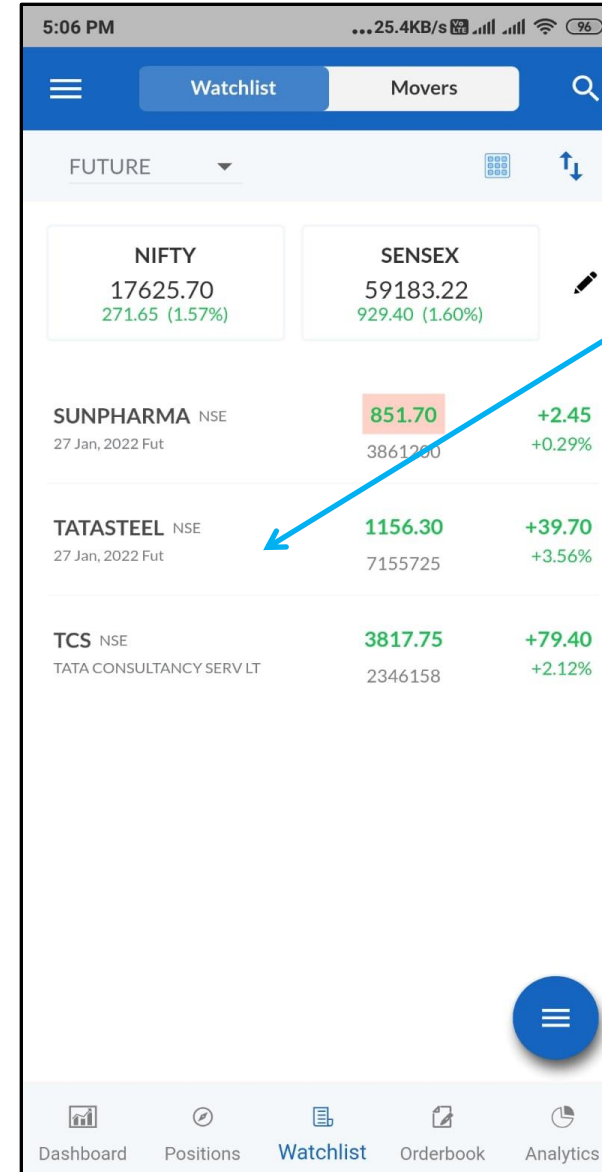 5:06 PM ...25.4KB/s Vo LTE 96
Watchlist Movers
FUTURE
NIFTY SENSEX
17625.70 59183.22
271.65 (1.57%) 929.40 (1.60%)
SUNPHARMA NSE 851.70 +2.45
27 Jan, 2022 Fut 3861200 +0.29%
TATASTEEL NSE 1156.30 +39.70
27 Jan, 2022 Fut 7155725 +3.56%
TCS NSE 3817.75 +79.40
TATA CONSULTANCY SERV LT 2346158 +2.12%
Dashboard Positions Watchlist Orderbook Analytics